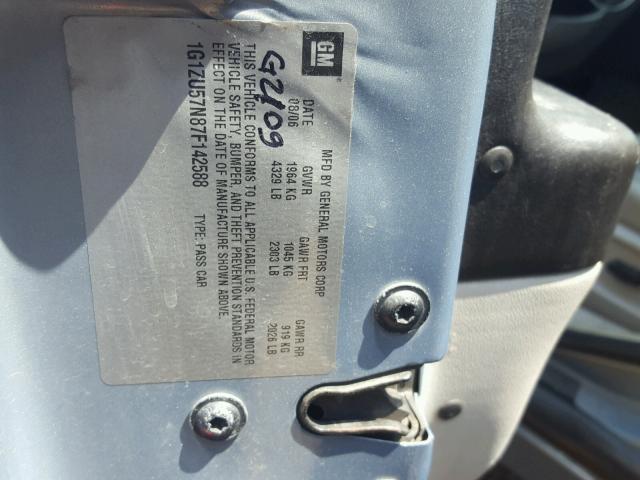 GM
MFD BY GENERAL MOTORS CORP
DATE GVWR GAWR FRT GAWR RR
08/06 1964 KG 1045 KG 919 KG
4329 LB 2303 LB 2026 LB
G2109
THIS VEHICLE CONFORMS TO ALL APPLICABLE U.S. FEDERAL MOTOR
VEHICLE SAFETY, BUMPER, AND THEFT PREVENTION STANDARDS IN
EFFECT ON THE DATE OF MANUFACTURE SHOWN ABOVE.
1G1ZU57N87F142588 TYPE: PASS CAR